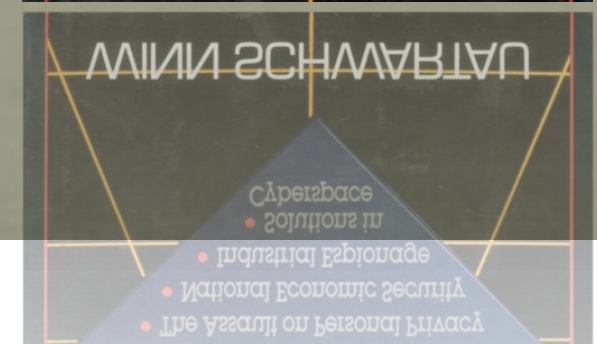 • The Assault on Personal Privacy
• National Economic Security
• Industrial Espionage
• Solutions in
Cyberspace
WINN SCHWARTAU